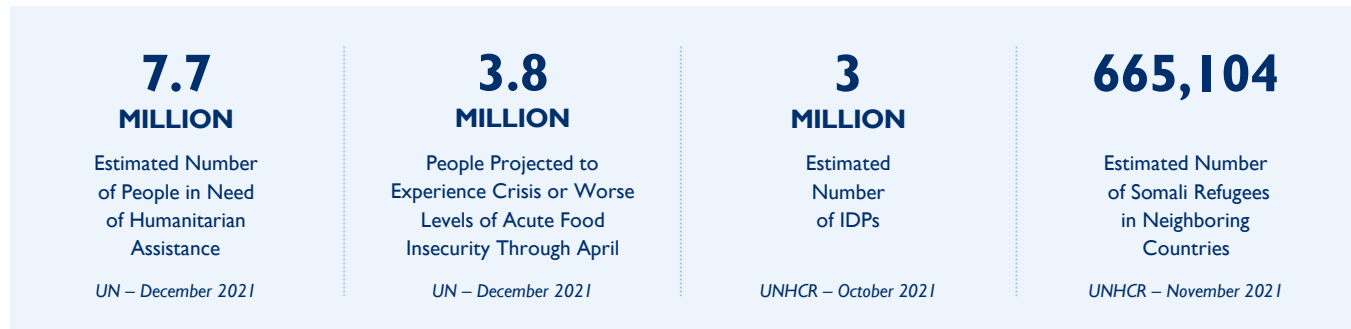 7.7
MILLION
Estimated Number
of People in Need
of Humanitarian
Assistance
UN – December 2021
3.8
MILLION
People Projected to
Experience Crisis or Worse
Levels of Acute Food
Insecurity Through April
UN – December 2021
3
MILLION
Estimated
Number
of IDPs
UNHCR – October 2021
665,104
Estimated Number
of Somali Refugees
in Neighboring
Countries
UNHCR – November 2021